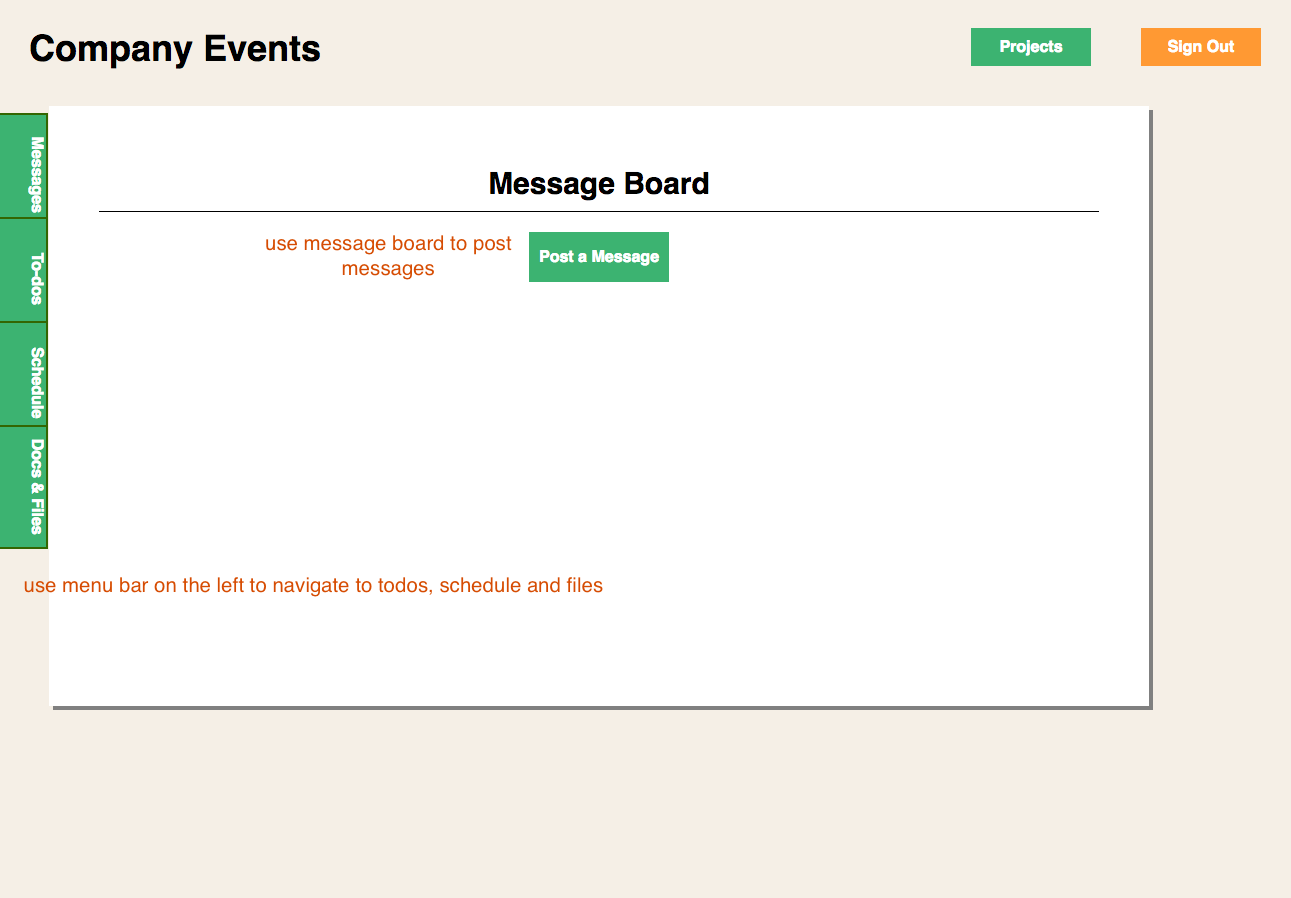 Company Events
Projects
Sign Out
Messages
To-dos
Schedule
Docs & Files
Message Board
use message board to post
messages
Post a Message
use menu bar on the left to navigate to todos, schedule and files